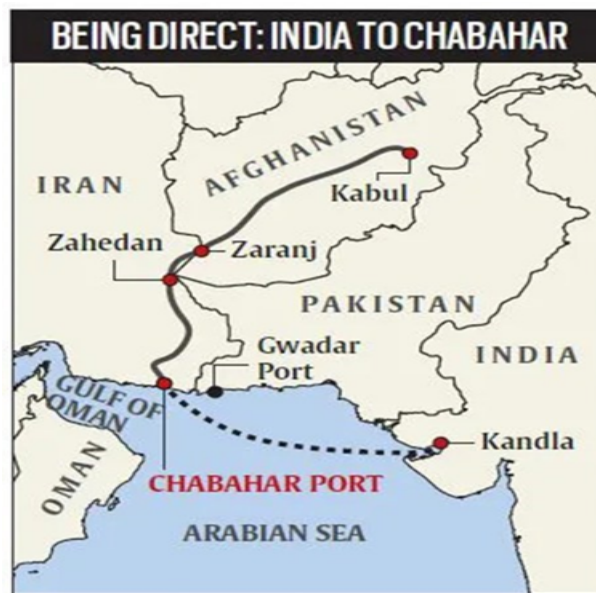 BEING DIRECT: INDIA TO CHABAHAR
AFGHANISTAN
IRAN
Kabul
Zahedan
Zaranj
PAKISTAN
INDIA
Gwadar
Port
GULF OF
OMAN
Kandla
OMAN
CHABAHAR PORT
ARABIAN SEA